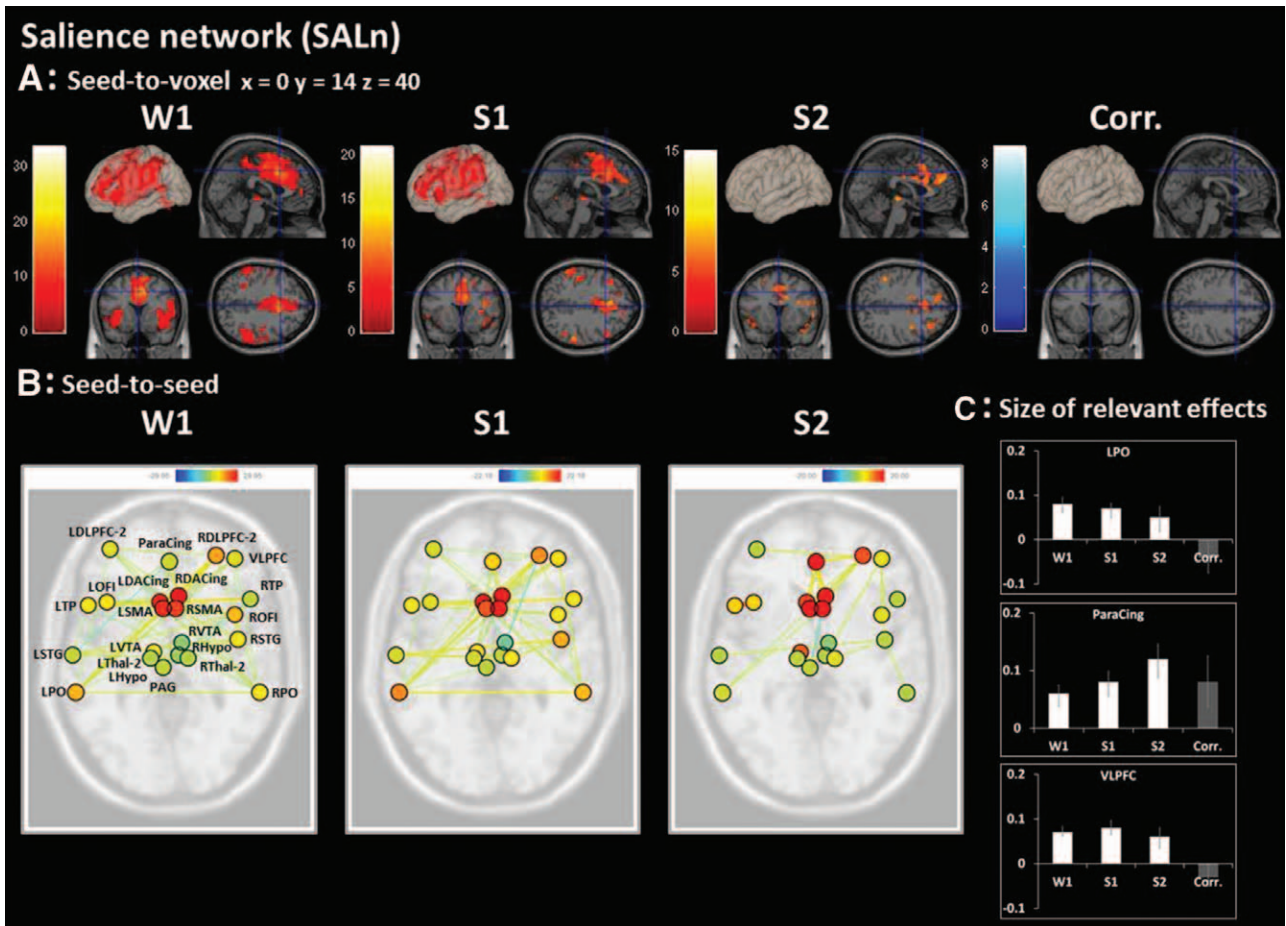 Salience network (SALn)
A: Seed-to-voxel x = 0 y = 14 z = 40
W1
S1
S2
Corr.
30
20
10
0
20
15
10
5
0
15
10
5
0
8
6
4
2
0
B: Seed-to-seed
W1
S1
S2
LDLPFC-2
ParaCing
RDLPFC-2
VLPFC
LOFI
LDACing
RDACing
RTP
LTP
LSMA
RSMA
ROFI
RVTA
RSTG
LSTG
LVTA
RHypo
LThal-2
RThal-2
LHypo
LPO
PAG
RPO
C: Size of relevant effects
LPO
0.2
0.1
0
-0.1
W1 S1 S2 Corr.
ParaCing
0.2
0.1
0
W1 S1 S2 Corr.
VLPFC
0.2
0.1
0
-0.1
W1 S1 S2 Corr.